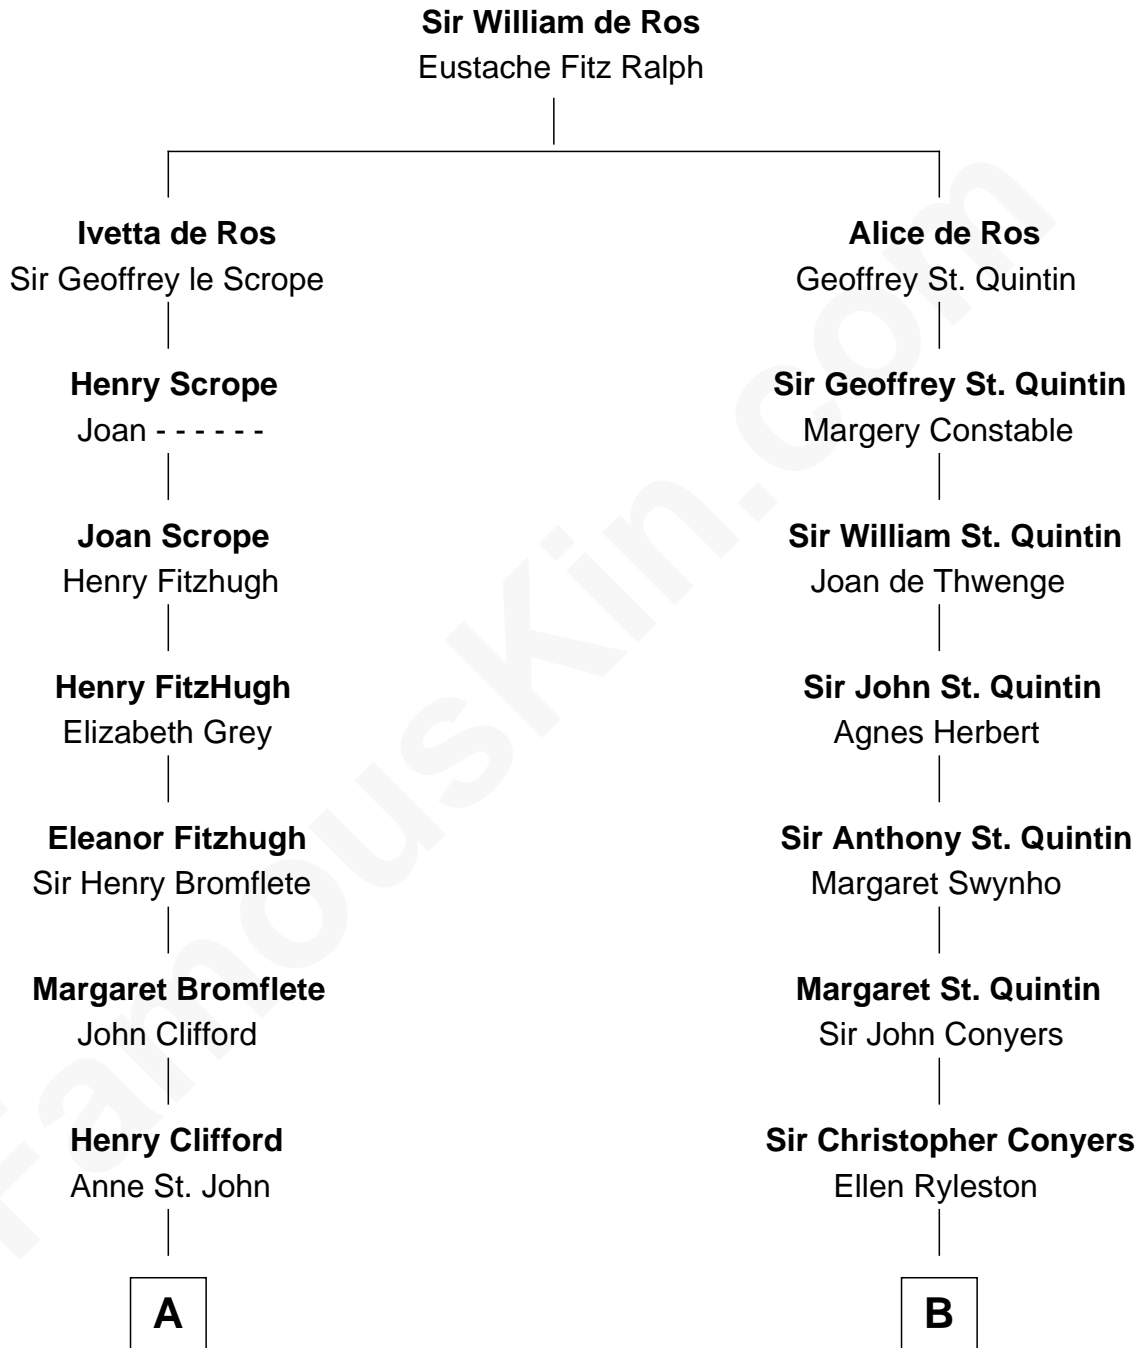 Sir William de Ros
Eustache Fitz Ralph
Ivetta de Ros
Sir Geoffrey le Scrope
Alice de Ros
Geoffrey St. Quintin
Henry Scrope
Joan - - - - - -
Sir Geoffrey St. Quintin
Margery Constable
Joan Scrope
Henry Fitzhugh
Sir William St. Quintin
Joan de Thwenge
Henry FitzHugh
Elizabeth Grey
Sir John St. Quintin
Agnes Herbert
Eleanor Fitzhugh
Sir Henry Bromflete
Sir Anthony St. Quintin
Margaret Swynho
Margaret Bromflete
John Clifford
Margaret St. Quintin
Sir John Conyers
Henry Clifford
Anne St. John
Sir Christopher Conyers
Ellen Ryleston
A
B
FamousKin.com